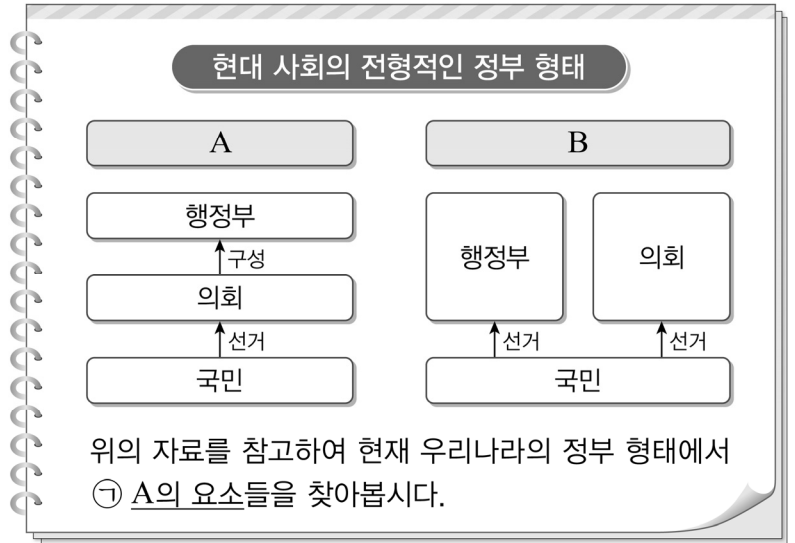 현대 사회의 전형적인 정부 형태
A
행정부
구성
의회
선거
국민
B
행정부
의회
선거
선거
국민
위의 자료를 참고하여 현재 우리나라의 정부 형태에서
㉠ A의 요소들을 찾아봅시다.